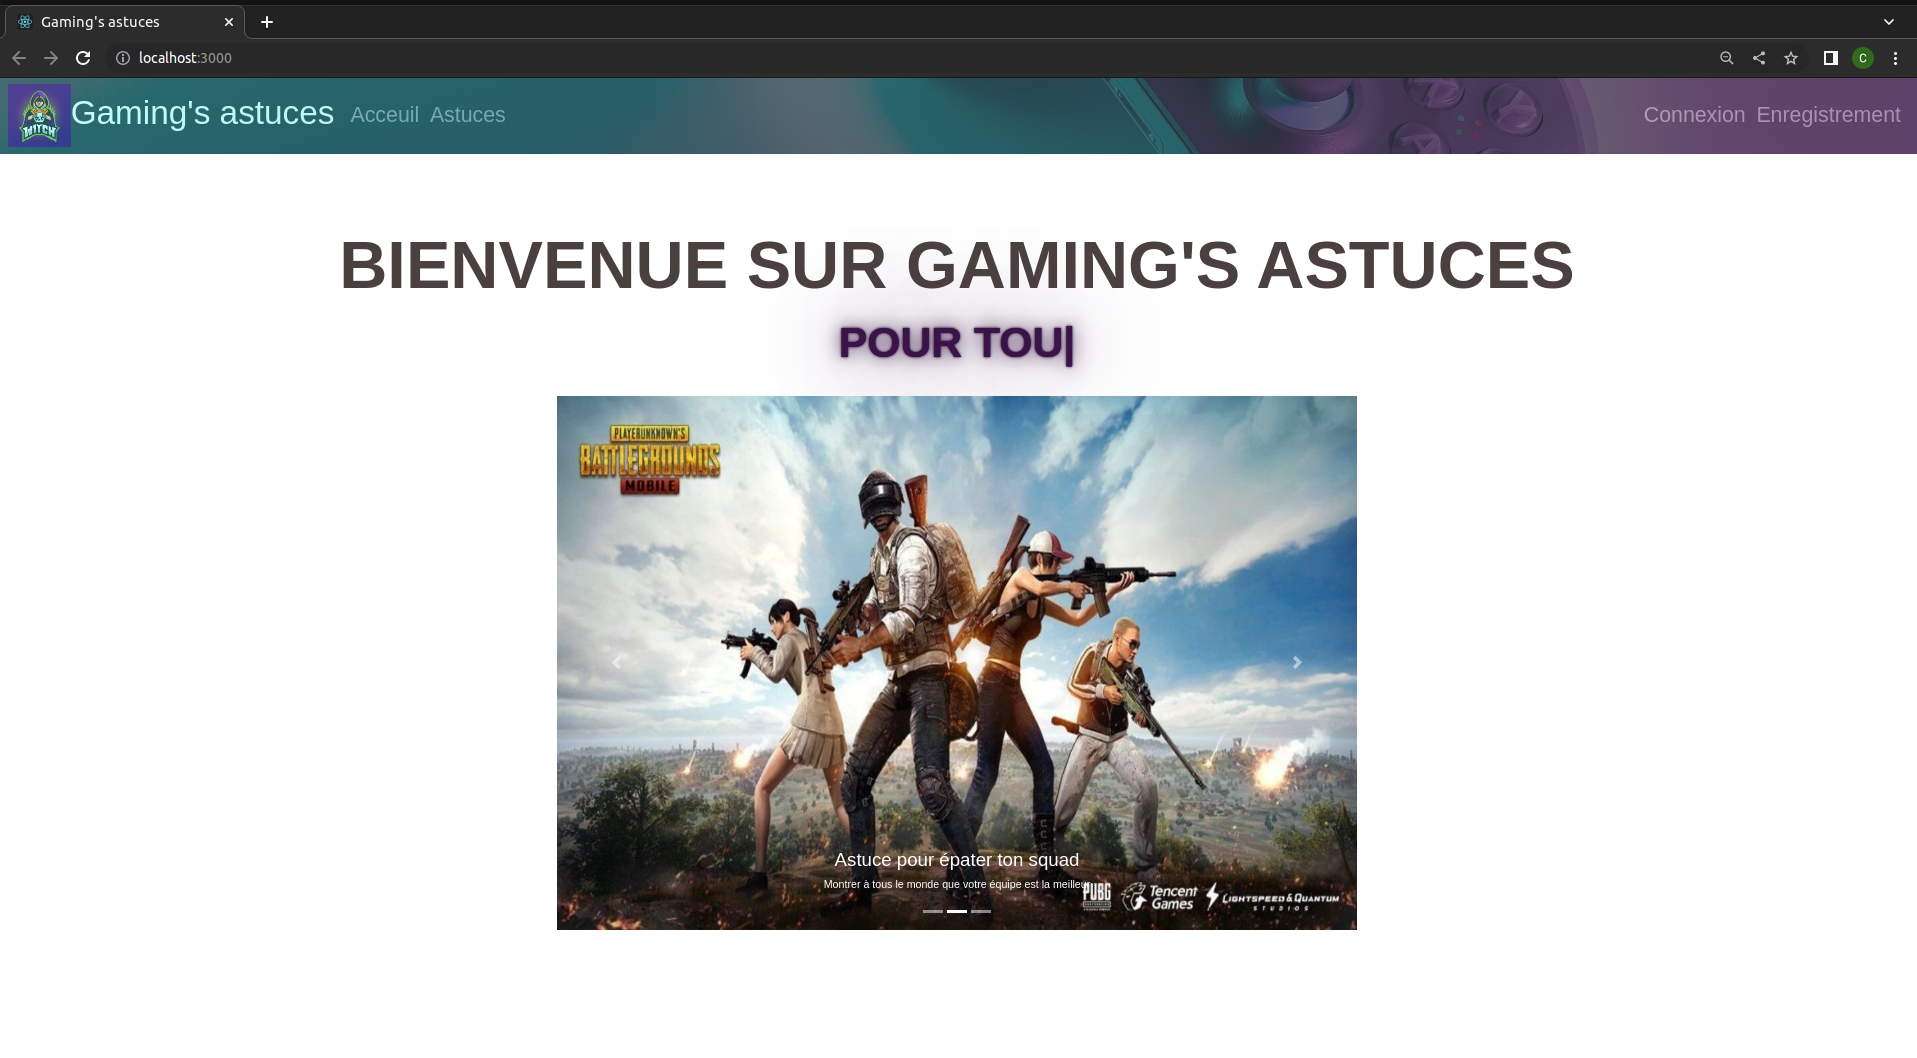 Gaming's astuces
localhost:3000
C
WITCH
Gaming's astuces Acceuil Astuces
Connexion Enregistrement
BIENVENUE SUR GAMING'S ASTUCES
POUR TOU|
PLAYERUNKNOWN'S
BATTLEGROUNDS
MOBILE
Astuce pour épater ton squad
Montrer à tous le monde que votre équipe est la meilleur
PUBG
Tencent
Games
LIGHTSPEED & QUANTUM
STUDIOS